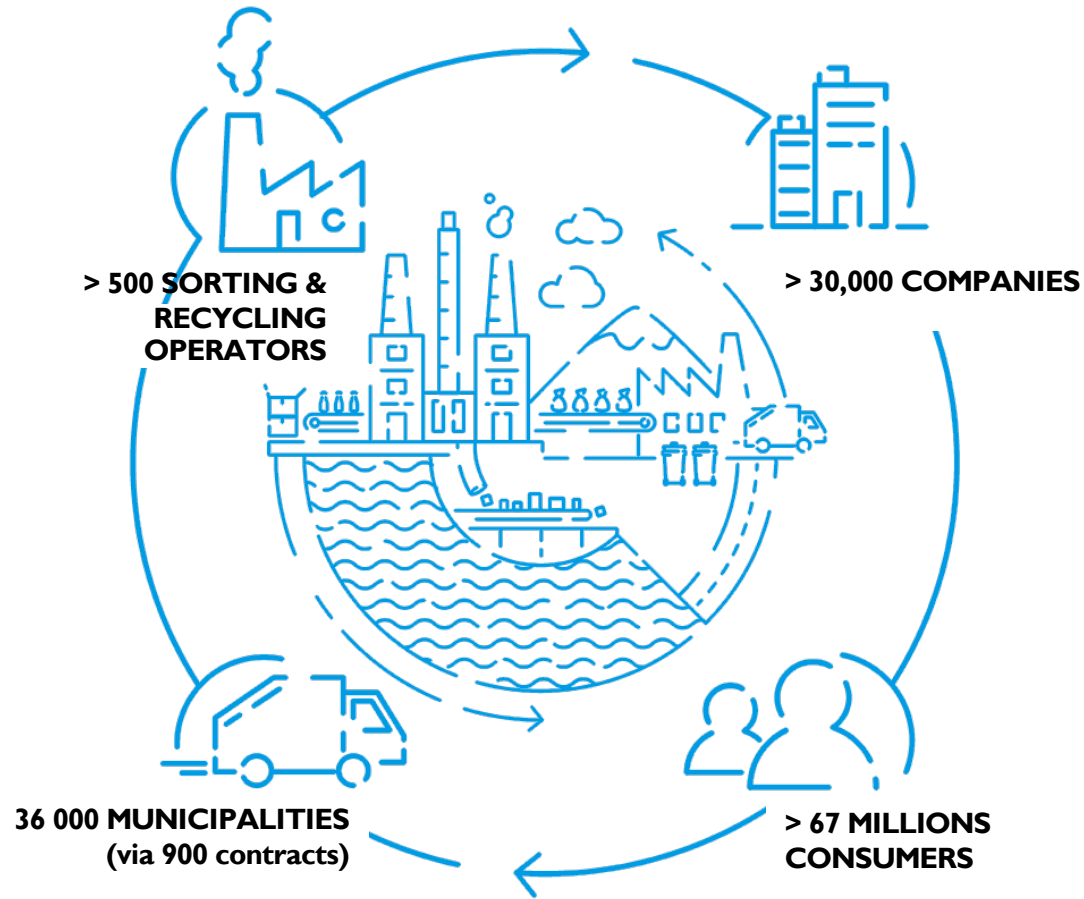 > 500 SORTING &
RECYCLING
OPERATORS
> 30,000 COMPANIES
36 000 MUNICIPALITIES
(via 900 contracts)
> 67 MILLIONS
CONSUMERS